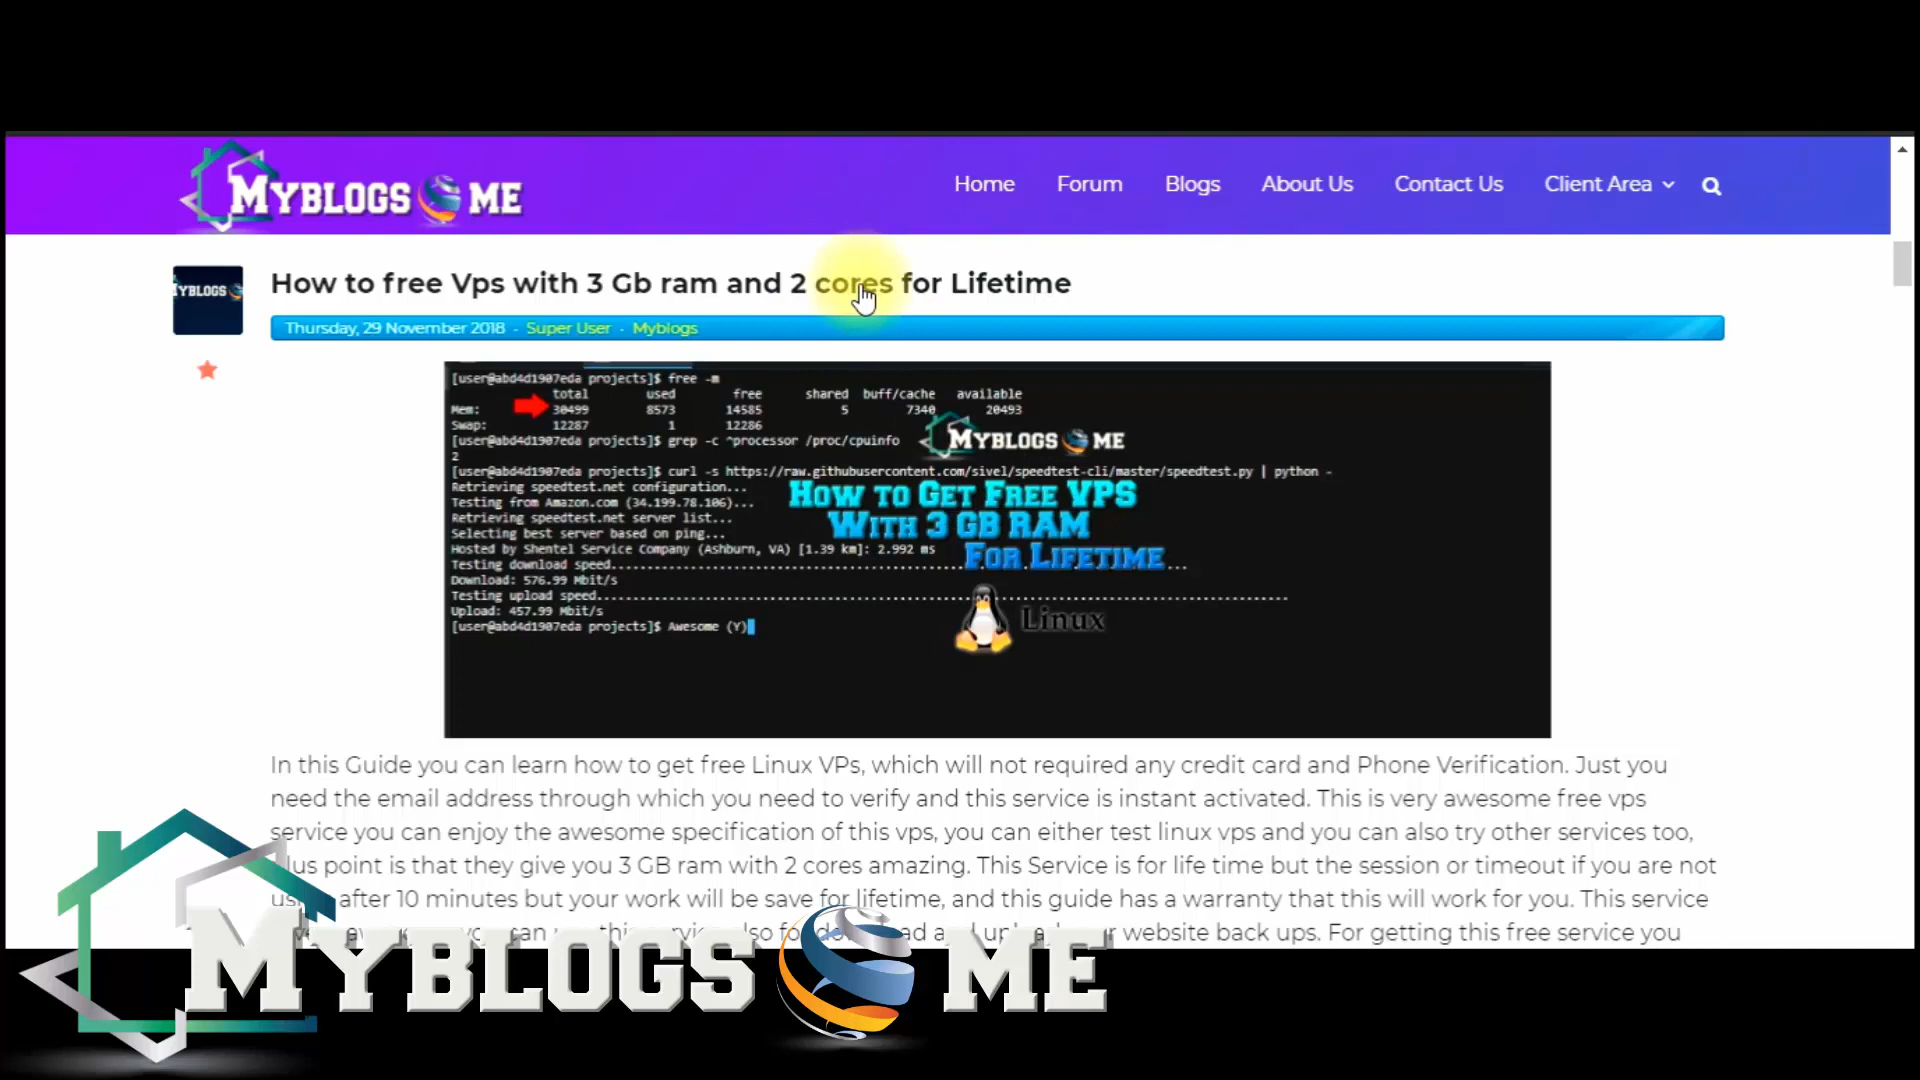 MYBLOGS ME
Home Forum Blogs About Us Contact Us Client Area
MYBLOGS
How to free Vps with 3 Gb ram and 2 cores for Lifetime
Thursday, 29 November 2018 - Super User - Myblogs
[user@abd4d1907eda projects]$ free -m
total used free shared buff/cache available
Mem: 30499 8573 14585 5 7340 20493
Swap: 12287 1 12286
[user@abd4d1907eda projects]$ grep -c ^processor /proc/cpuinfo
MYBLOGS ME
2
[user@abd4d1907eda projects]$ curl -s https://raw.githubusercontent.com/sivel/speedtest-cli/master/speedtest.py | python -
Retrieving speedtest.net configuration...
Testing from Amazon.com (34.199.78.106)...
Retrieving speedtest.net server list...
Selecting best server based on ping...
Hosted by Shentel Service Company (Ashburn, VA) [1.39 km]: 2.992 ms
Testing download speed................................................................................
Download: 576.99 Mbit/s
Testing upload speed................................................................................................
Upload: 457.99 Mbit/s
[user@abd4d1907eda projects]$ Awesome (Y)
HOW TO GET FREE VPS
WITH 3 GB RAM
FOR LIFETIME
Linux
In this Guide you can learn how to get free Linux VPs, which will not required any credit card and Phone Verification. Just you
need the email address through which you need to verify and this service is instant activated. This is very awesome free vps
service you can enjoy the awesome specification of this vps, you can either test linux vps and you can also try other services too,
plus point is that they give you 3 GB ram with 2 cores amazing. This Service is for life time but the session or timeout if you are not
after 10 minutes but your work will be save for lifetime, and this guide has a warranty that this will work for you. This service
can this service also for and website back ups. For getting this free service you
MYBLOGS ME